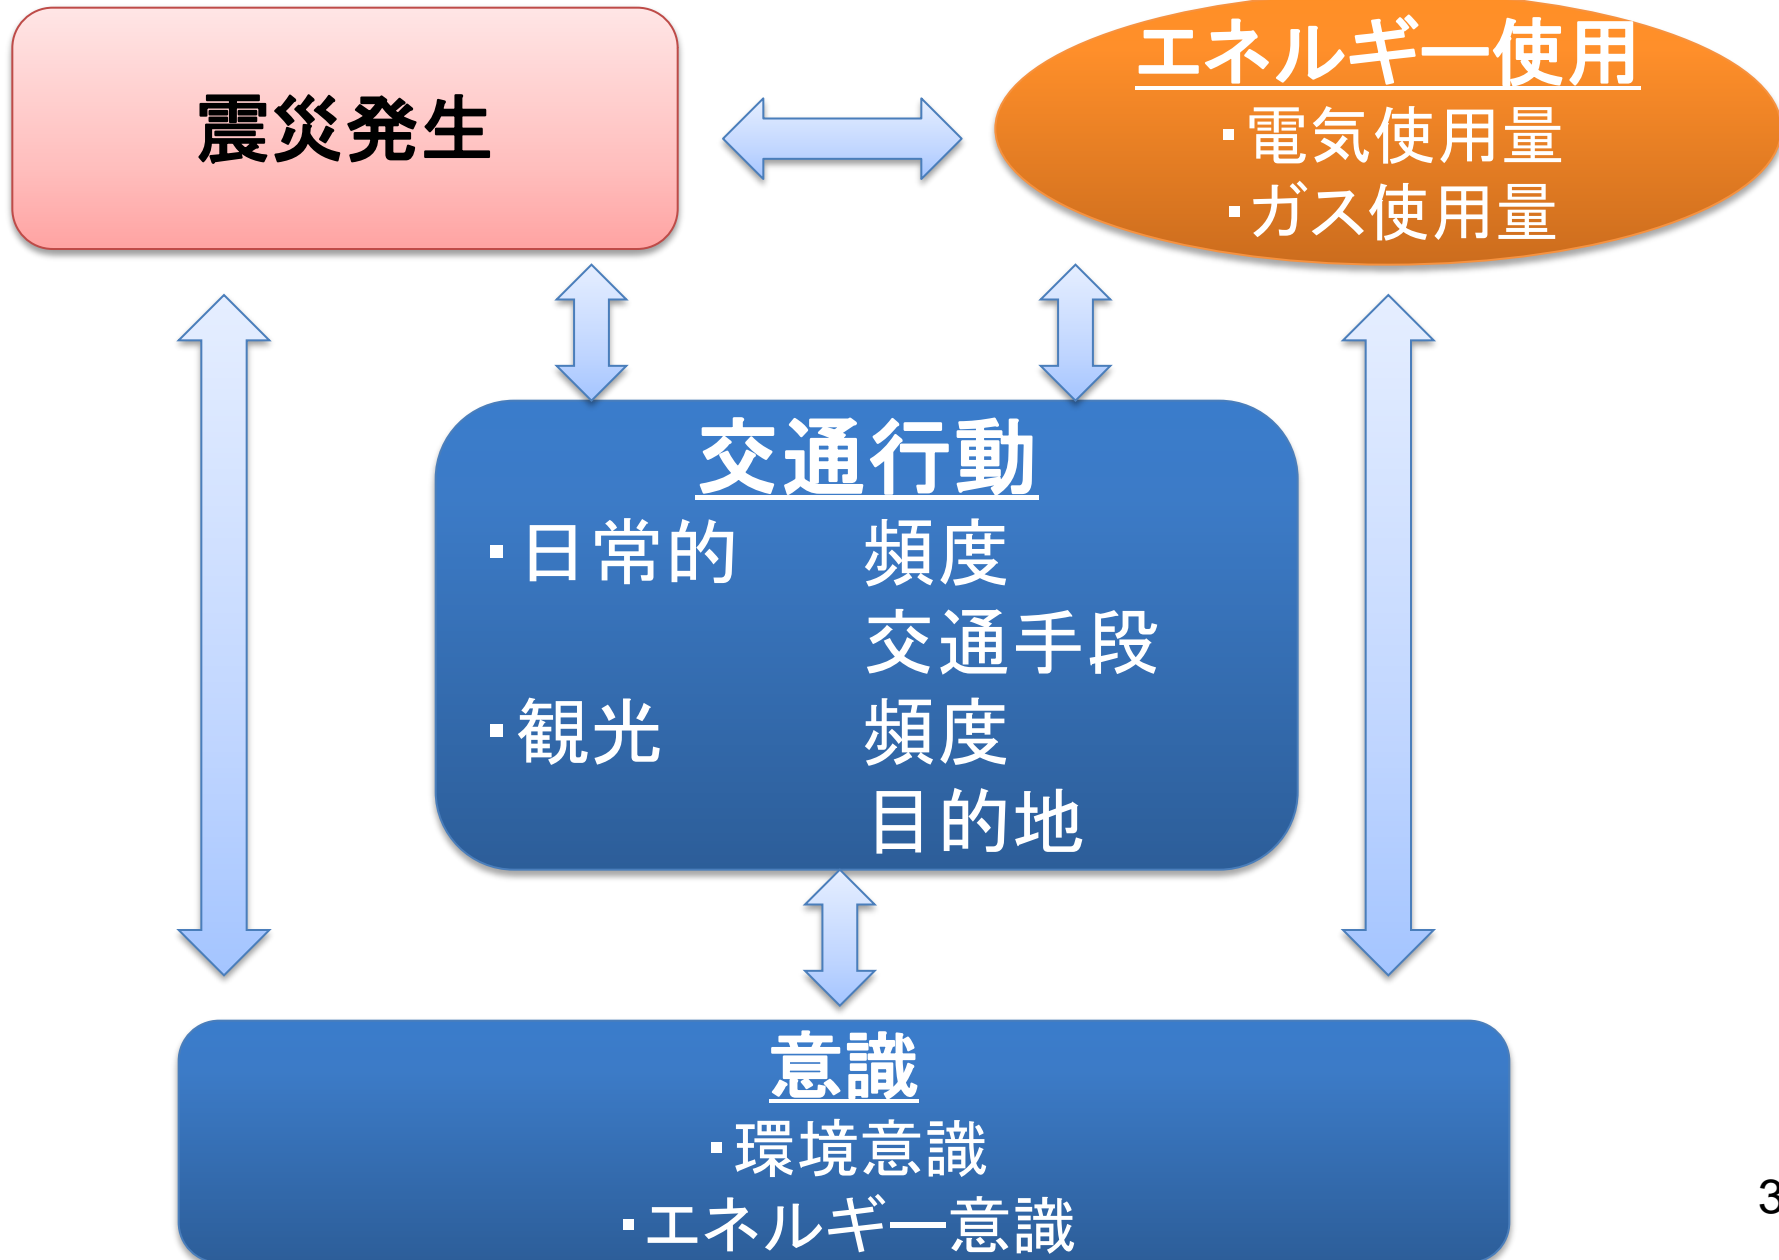 震災発生
エネルギー使用
・電気使用量
・ガス使用量
交通行動
・日常的 頻度
交通手段
・観光 頻度
目的地
意識
・環境意識
・エネルギー意識
3